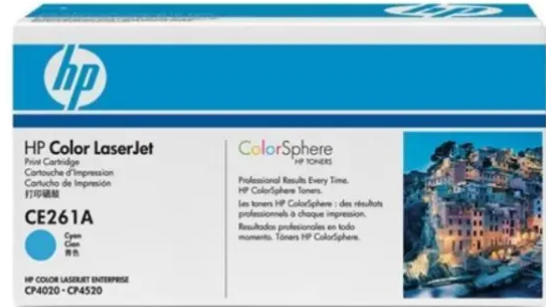 hp
HP Color LaserJet
Print Cartridge
Cartouche d'Impression
Cartucho de Impresión
打印硒鼓
CE261A
Cyan
Cian
青色
HP COLOR LASERJET ENTERPRISE
CP4020 - CP4520
ColorSphere
HP TONERS
Professional Results Every Time.
HP ColorSphere Toners.
Les toners HP ColorSphere : des résultats
professionnels à chaque impression.
Resultados profesionales en todo
momento. Tóners HP ColorSphere.